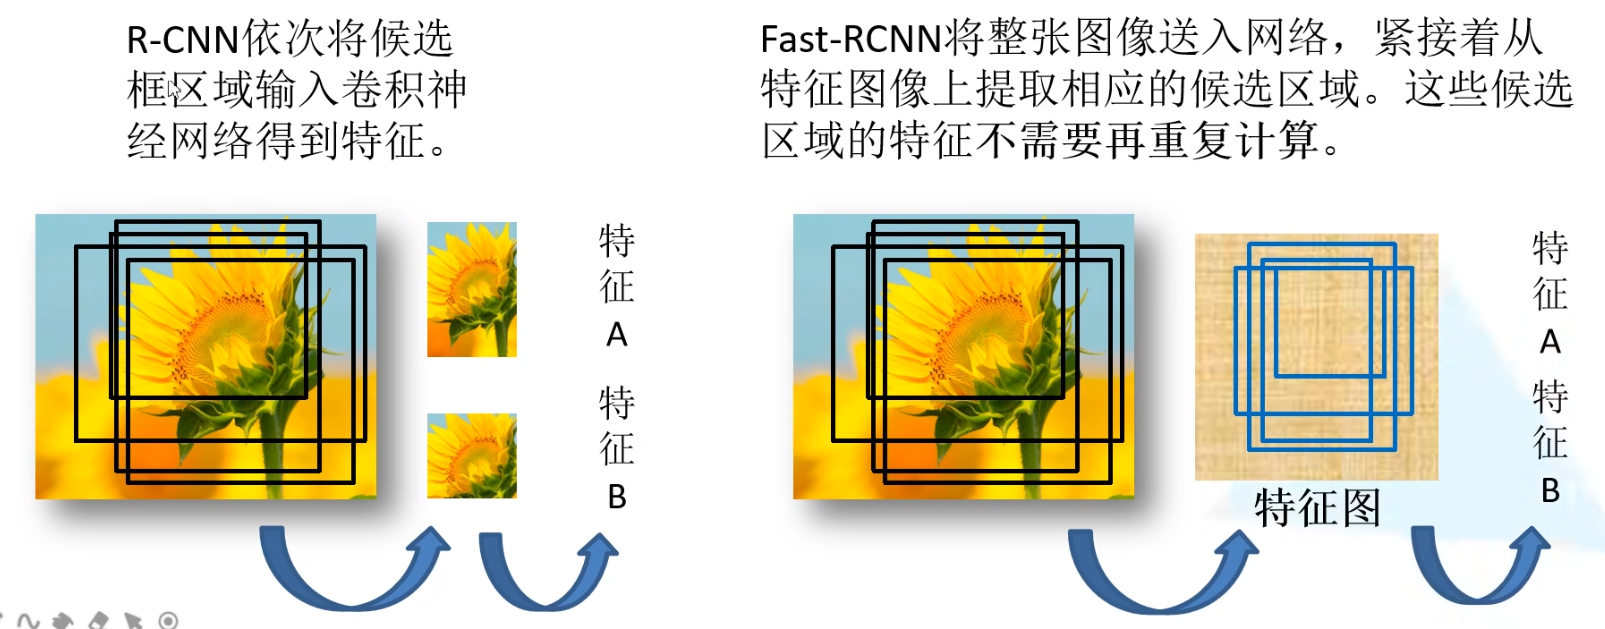 R-CNN依次将候选
框区域输入卷积神
经网络得到特征。
Fast-RCNN将整张图像送入网络，紧接着从
特征图像上提取相应的候选区域。这些候选
区域的特征不需要再重复计算。
特
征
A
特
征
B
特征图
特
征
A
特
征
B